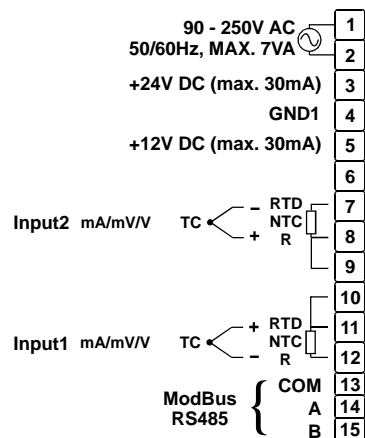 90 - 250V AC 1
50/60Hz, MAX. 7VA 2
+24V DC (max. 30mA) 3
GND1 4
+12V DC (max. 30mA) 5
6
- RTD 7
Input2 mA/mV/V TC NTC 8
+ R
9
10
+ RTD 11
Input1 mA/mV/V TC NTC
- R 12
COM 13
ModBus A 14
RS485 B 15